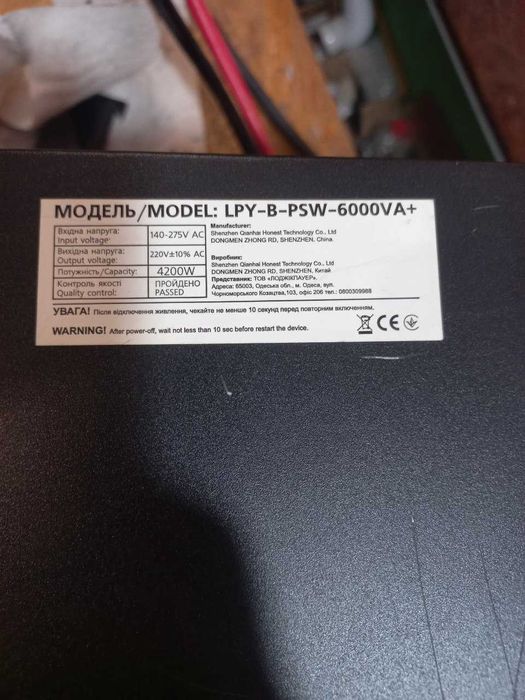 МОДЕЛЬ/MODEL: LPY-B-PSW-6000VA+
Вхідна напруга:
Input voltage:
140-275V AC
Вихідна напруга:
Output voltage:
220V±10% AC
Потужність/Capacity:
4200W
Контроль якості
Quality control:
ПРОЙДЕНО
PASSED
Manufacturer:
Shenzhen Qianhai Honest Technology Co., Ltd
DONGMEN ZHONG RD, SHENZHEN, China.
Виробник:
Shenzhen Qianhai Honest Technology Co., Ltd
DONGMEN ZHONG RD, SHENZHEN, Китай
Представник: ТОВ «ЛОДЖІКПАУЕР».
Адреса: 65003, Одеська обл., м. Одеса, вул.
Чорноморського Козацтва,103, офіс 206 тел.: 0800309988
УВАГА! Після відключення живлення, чекайте не менше 10 секунд перед повторним включенням.
WARNING! After power-off, wait not less than 10 sec before restart the device.
CE